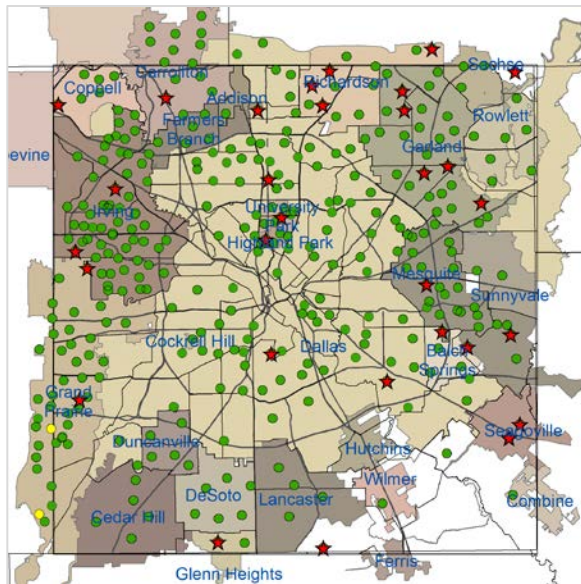 Carrollton
Sachse
Coppell
Richardson
Addison
Rowlett
Farmers
Branch
Garland
evine
Irving
University
Park
Highland Park
Mesquite
Sunnyvale
Cockrell Hill
Dallas
Balch
Springs
Grand
Prairie
Seagoville
Duncanville
Hutchins
DeSoto
Lancaster
Wilmer
Combine
Cedar Hill
Ferris
Glenn Heights